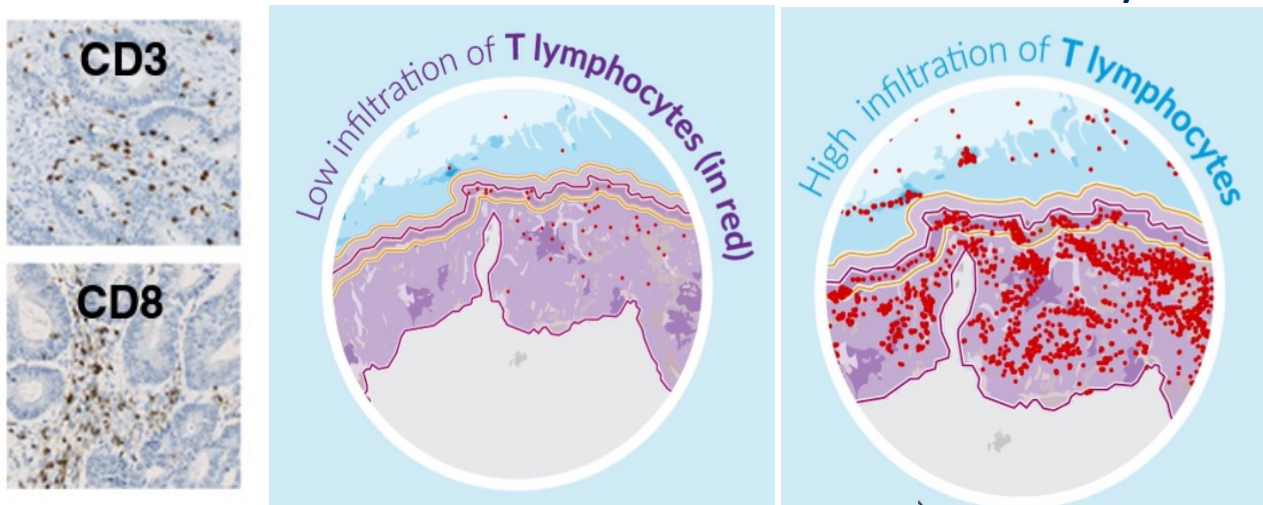 CD3
CD8
Low infiltration of T lymphocytes (in red)
High infiltration of T lymphocytes